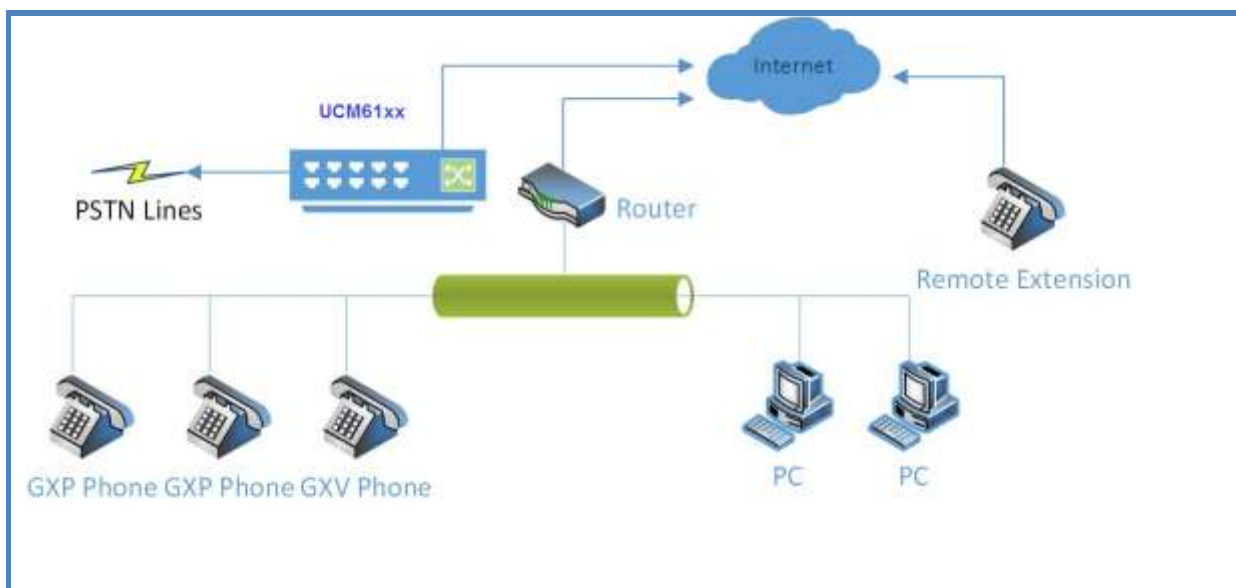 Internet
UCM61xx
PSTN Lines
Router
Remote Extension
GXP Phone GXP Phone GXV Phone
PC PC